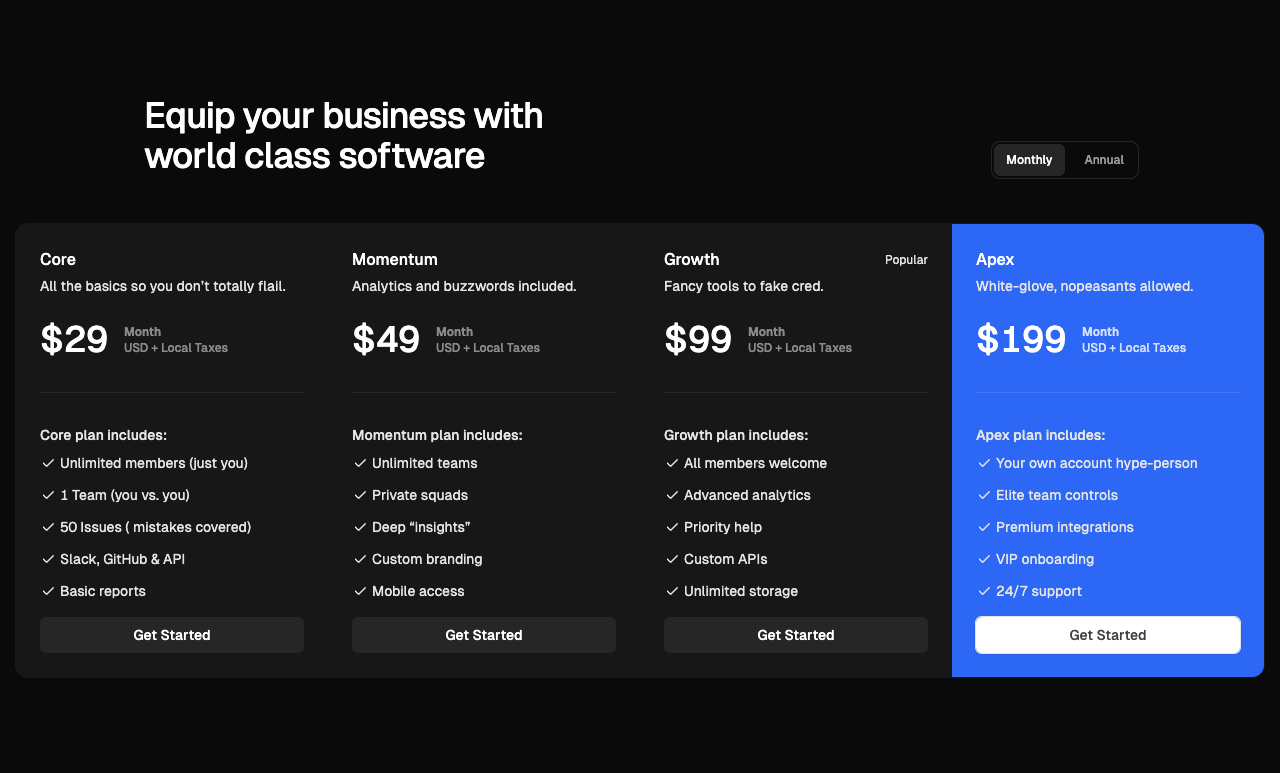 Equip your business with
world class software
Monthly
Annual
Core
All the basics so you don’t totally flail.
$29
Month
USD + Local Taxes
Core plan includes:
Unlimited members (just you)
1 Team (you vs. you)
50 Issues ( mistakes covered)
Slack, GitHub & API
Basic reports
Get Started
Momentum
Analytics and buzzwords included.
$49
Month
USD + Local Taxes
Momentum plan includes:
Unlimited teams
Private squads
Deep “insights”
Custom branding
Mobile access
Get Started
Growth
Popular
Fancy tools to fake cred.
$99
Month
USD + Local Taxes
Growth plan includes:
All members welcome
Advanced analytics
Priority help
Custom APIs
Unlimited storage
Get Started
Apex
White-glove, nopeasants allowed.
$199
Month
USD + Local Taxes
Apex plan includes:
Your own account hype-person
Elite team controls
Premium integrations
VIP onboarding
24/7 support
Get Started